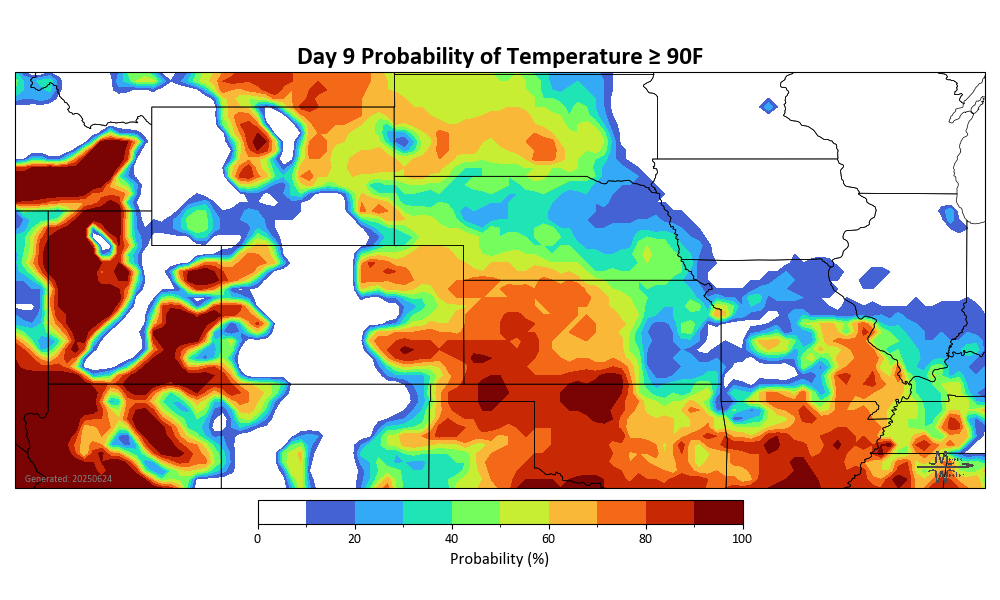 Day 9 Probability of Temperature ≥ 90F
Generated: 20250624
0 20 40 60 80 100
Probability (%)